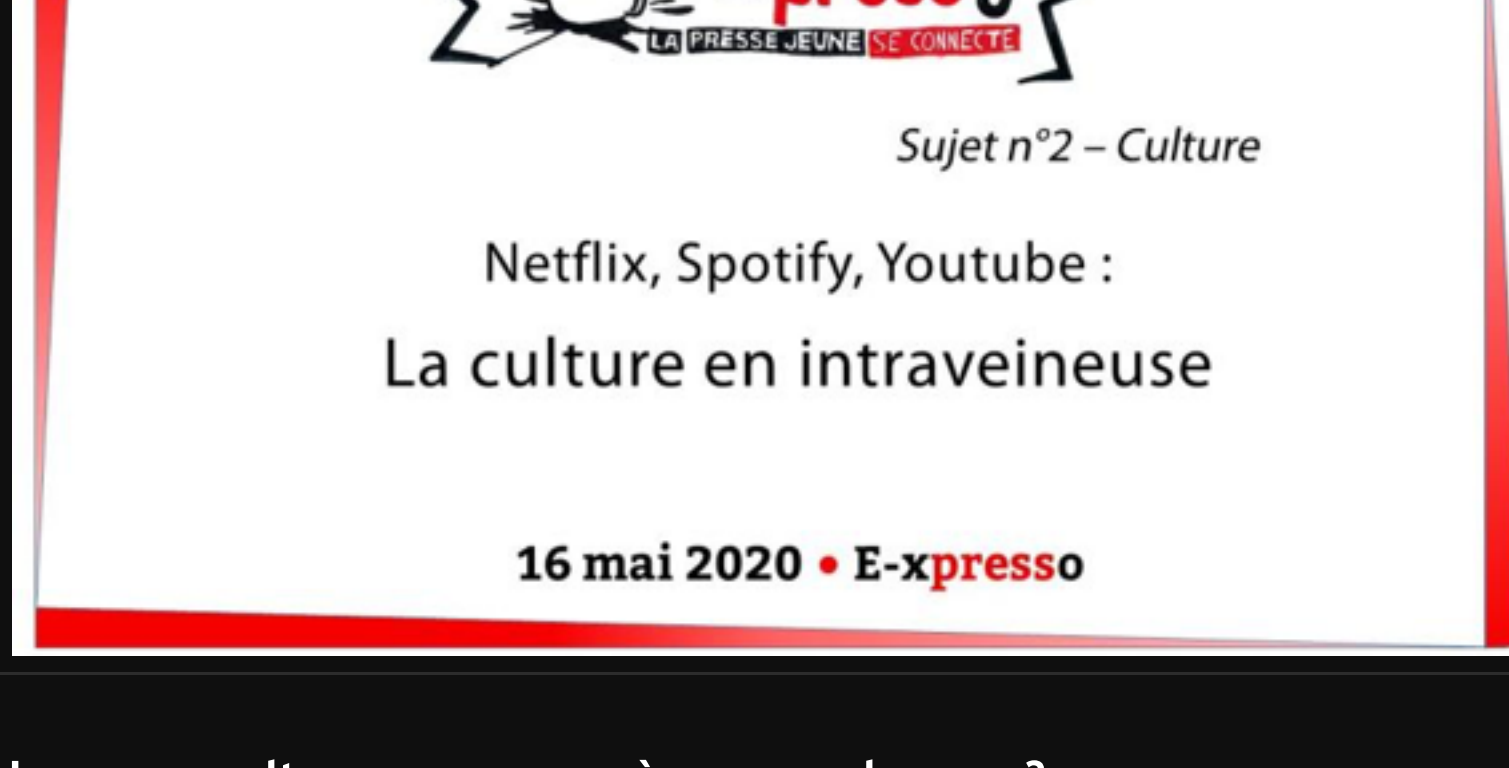 LA PRESSE JEUNE SE CONNECTE
Sujet n°2 – Culture
Netflix, Spotify, Youtube :
La culture en intraveineuse
16 mai 2020 • E-xpresso